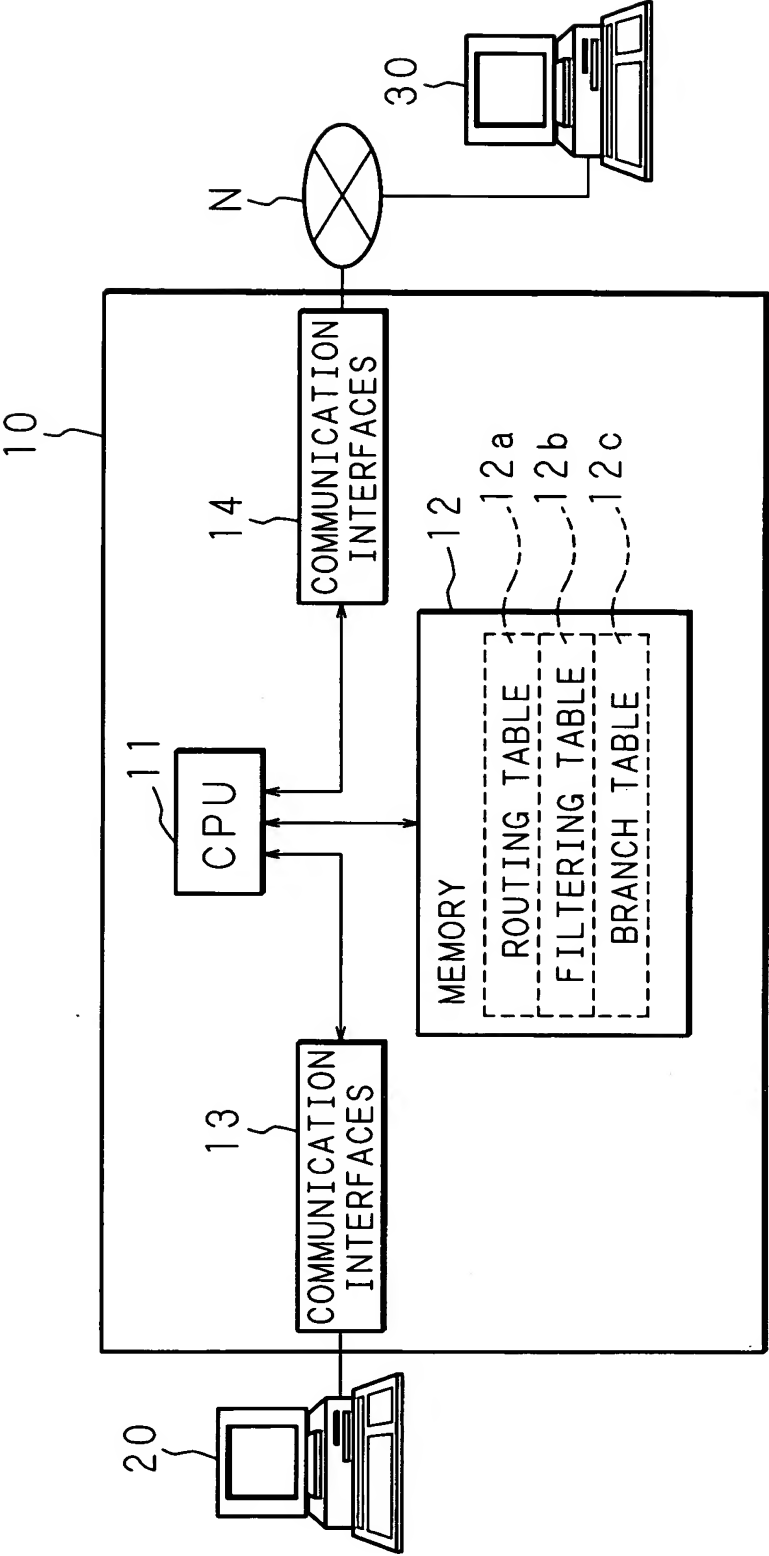 10
N
30
11
CPU
14
COMMUNICATION
INTERFACES
20
13
COMMUNICATION
INTERFACES
12
MEMORY
ROUTING TABLE
12a
FILTERING TABLE
12b
BRANCH TABLE
12c